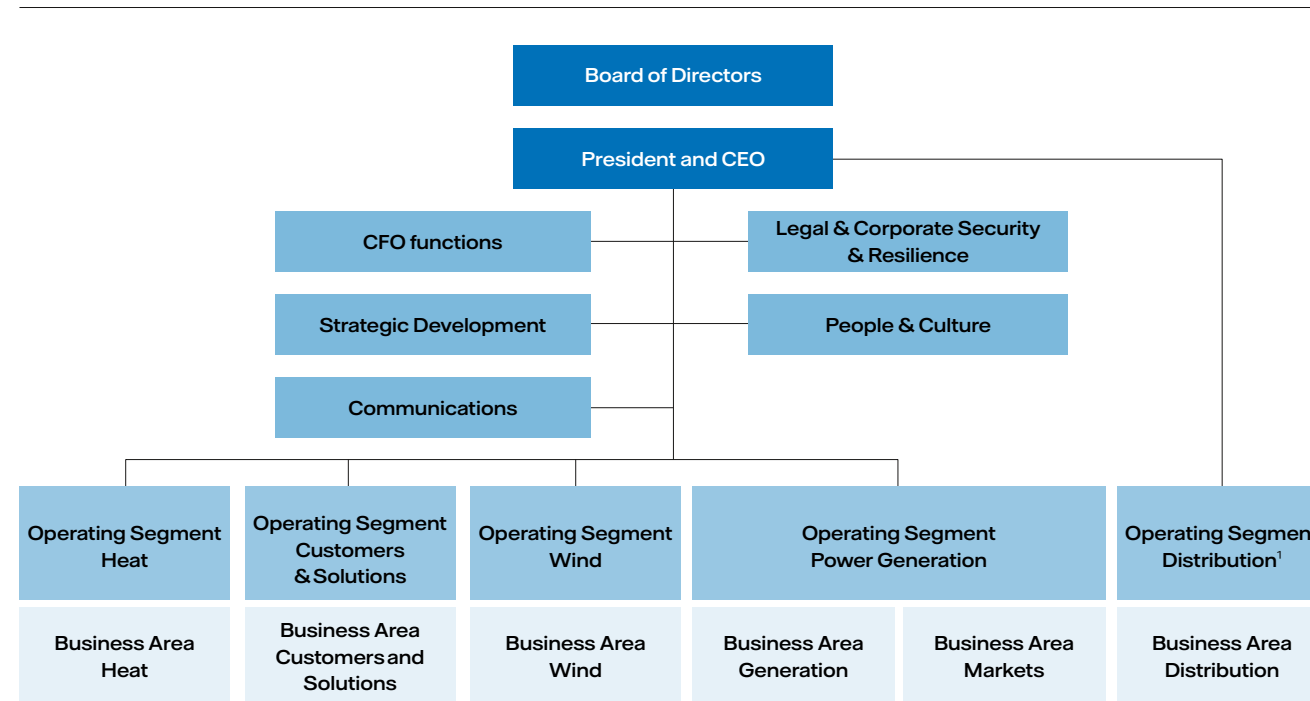 Board of Directors
President and CEO
CFO functions
Legal & Corporate Security
& Resilience
Strategic Development
People & Culture
Communications
Operating Segment
Heat
Operating Segment
Customers
& Solutions
Operating Segment
Wind
Operating Segment
Power Generation
Operating Segmen
Distribution¹
Business Area
Heat
Business Area
Customers and
Solutions
Business Area
Wind
Business Area
Generation
Business Area
Markets
Business Area
Distribution